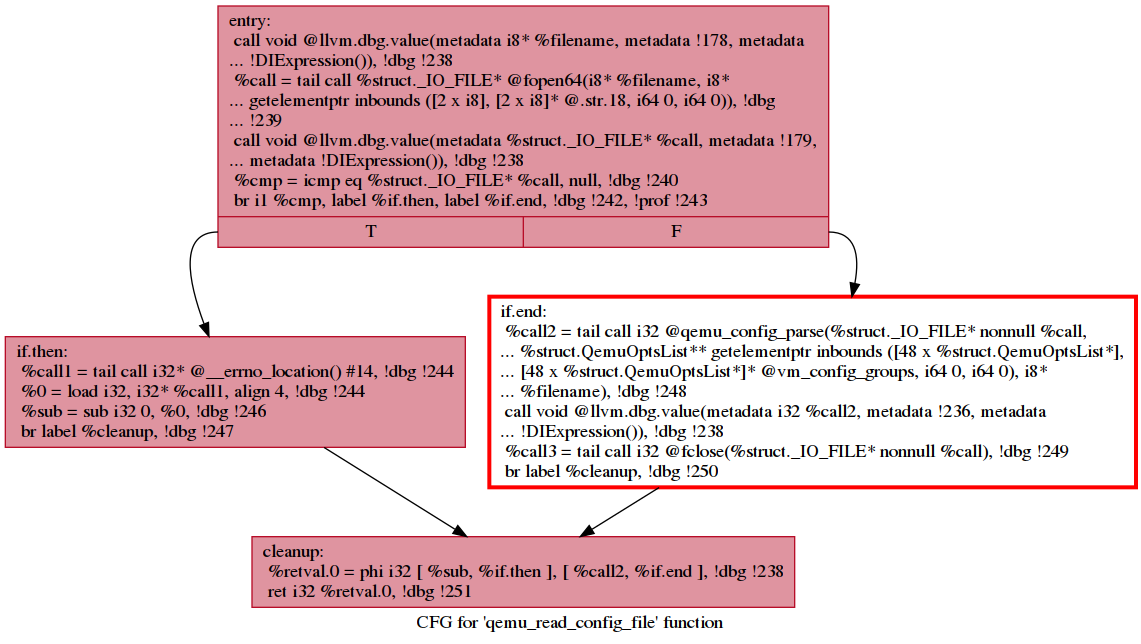 entry:
call void @llvm.dbg.value(metadata i8* %filename, metadata !178, metadata
... !DIExpression()), !dbg !238
%call = tail call %struct._IO_FILE* @fopen64(i8* %filename, i8*
... getelementptr inbounds ([2 x i8], [2 x i8]* @.str.18, i64 0, i64 0)), !dbg
... !239
call void @llvm.dbg.value(metadata %struct._IO_FILE* %call, metadata !179,
... metadata !DIExpression()), !dbg !238
%cmp = icmp eq %struct._IO_FILE* %call, null, !dbg !240
br i1 %cmp, label %if.then, label %if.end, !dbg !242, !prof !243
T
F
if.then:
%call1 = tail call i32* @__errno_location() #14, !dbg !244
%0 = load i32, i32* %call1, align 4, !dbg !244
%sub = sub i32 0, %0, !dbg !246
br label %cleanup, !dbg !247
if.end:
%call2 = tail call i32 @qemu_config_parse(%struct._IO_FILE* nonnull %call,
... %struct.QemuOptsList** getelementptr inbounds ([48 x %struct.QemuOptsList*],
... [48 x %struct.QemuOptsList*]* @vm_config_groups, i64 0, i64 0), i8*
... %filename), !dbg !248
call void @llvm.dbg.value(metadata i32 %call2, metadata !236, metadata
... !DIExpression()), !dbg !238
%call3 = tail call i32 @fclose(%struct._IO_FILE* nonnull %call), !dbg !249
br label %cleanup, !dbg !250
cleanup:
%retval.0 = phi i32 [ %sub, %if.then ], [ %call2, %if.end ], !dbg !238
ret i32 %retval.0, !dbg !251
CFG for 'qemu_read_config_file' function